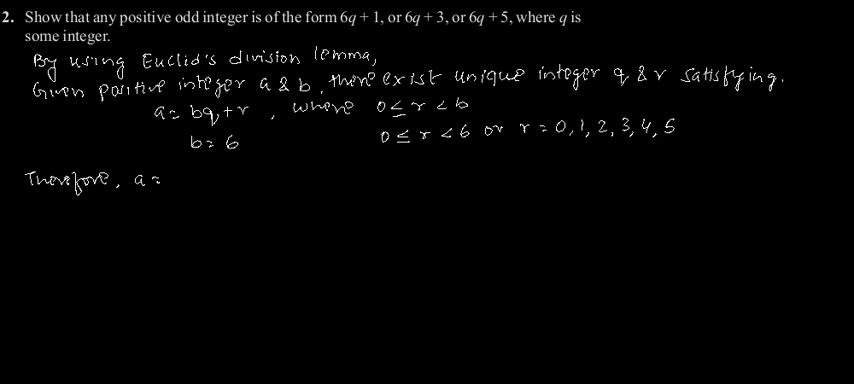 2. Show that any positive odd integer is of the form 6q + 1, or 6q + 3, or 6q + 5, where q is
some integer.
By using Euclid's division lemma,
Given positive integer a & b, there exist unique integer q & r satisfying.
a = bq + r , where 0 ≤ r < b
b = 6 0 ≤ r < 6 or r = 0, 1, 2, 3, 4, 5
Therefore, a =